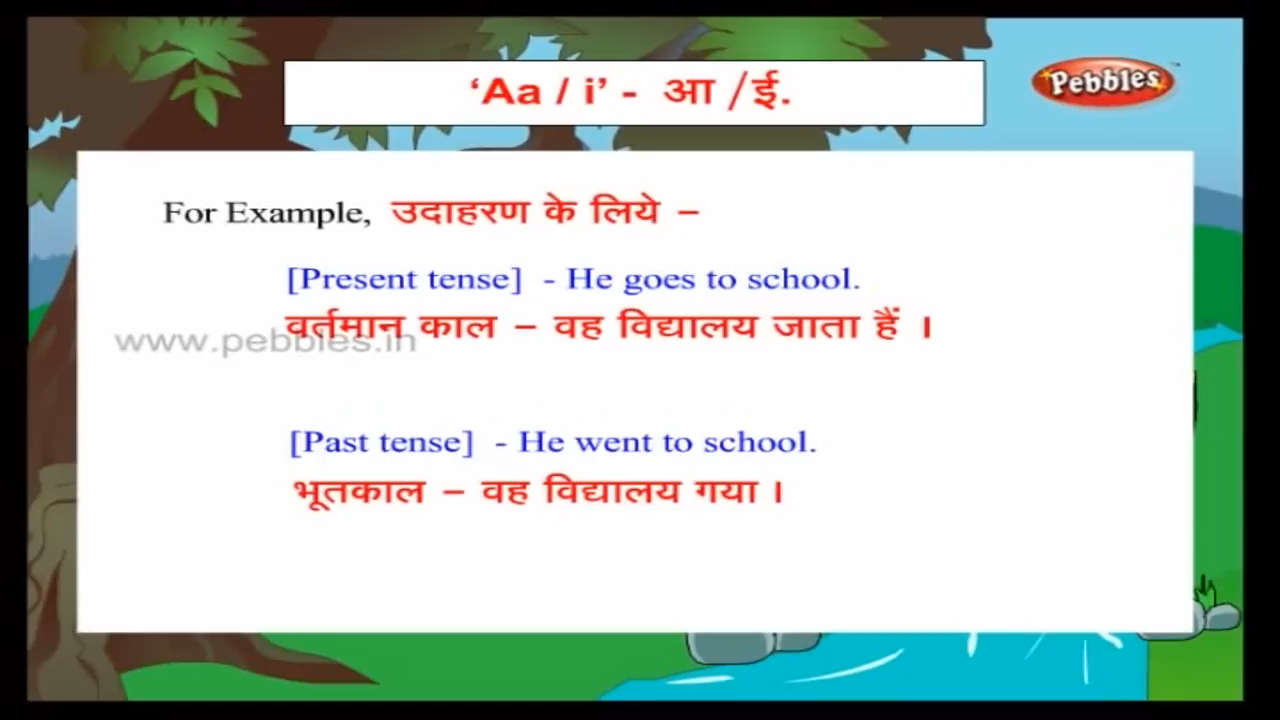 ‘Aa / i’ - आ /ई.
Pebbles
For Example, उदाहरण के लिये –
[Present tense] - He goes to school.
वर्तमान काल – वह विद्यालय जाता हैं ।
www.pebbles.in
[Past tense] - He went to school.
भूतकाल – वह विद्यालय गया ।